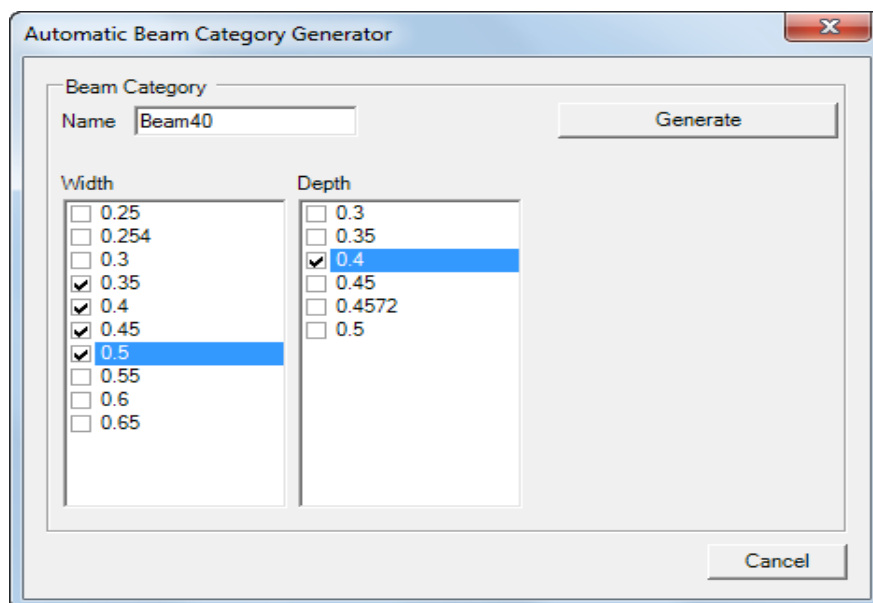 Automatic Beam Category Generator
Beam Category
Name Beam40
Generate
Width
0.25
0.254
0.3
0.35
0.4
0.45
0.5
0.55
0.6
0.65
Depth
0.3
0.35
0.4
0.45
0.4572
0.5
Cancel